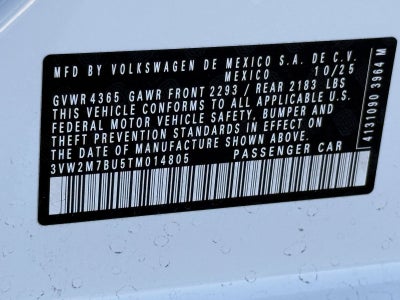 MFD BY VOLKSWAGEN DE MEXICO S.A. DE C.V.
MEXICO 10/25
GVWR 4365 GAWR FRONT 2293 / REAR 2183 LBS
THIS VEHICLE CONFORMS TO ALL APPLICABLE U.S.
FEDERAL MOTOR VEHICLE SAFETY, BUMPER AND
THEFT PREVENTION STANDARDS IN EFFECT ON
THE DATE OF MANUFACTURE SHOWN ABOVE.
3VW2M7BU5TM014805 PASSENGER CAR
4131090 3964 M